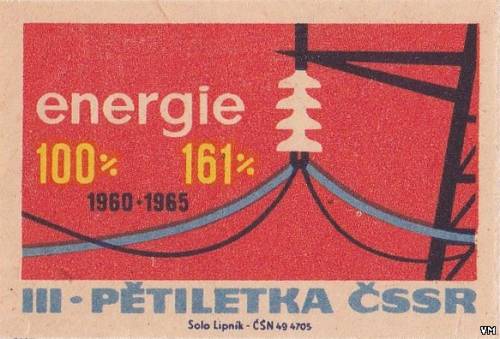 energie
100% 161%
1960-1965
III • PĚTILETKA ČSSR
Solo Lipník - ČSN 49 4705
VM